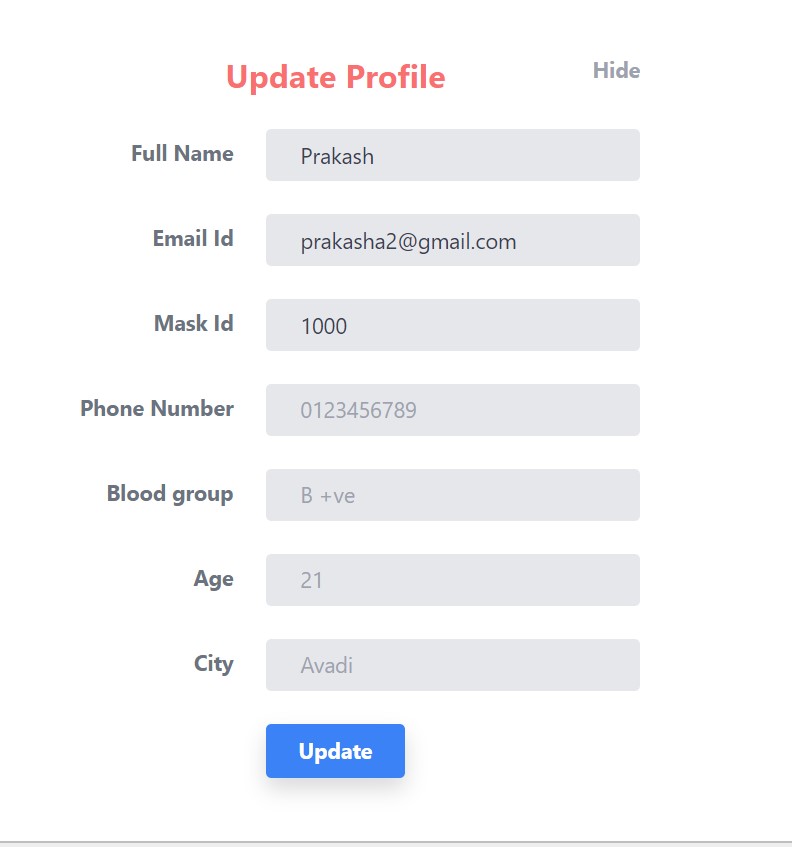 Update Profile Hide
Full Name Prakash
Email Id prakasha2@gmail.com
Mask Id 1000
Phone Number 0123456789
Blood group B +ve
Age 21
City Avadi
Update